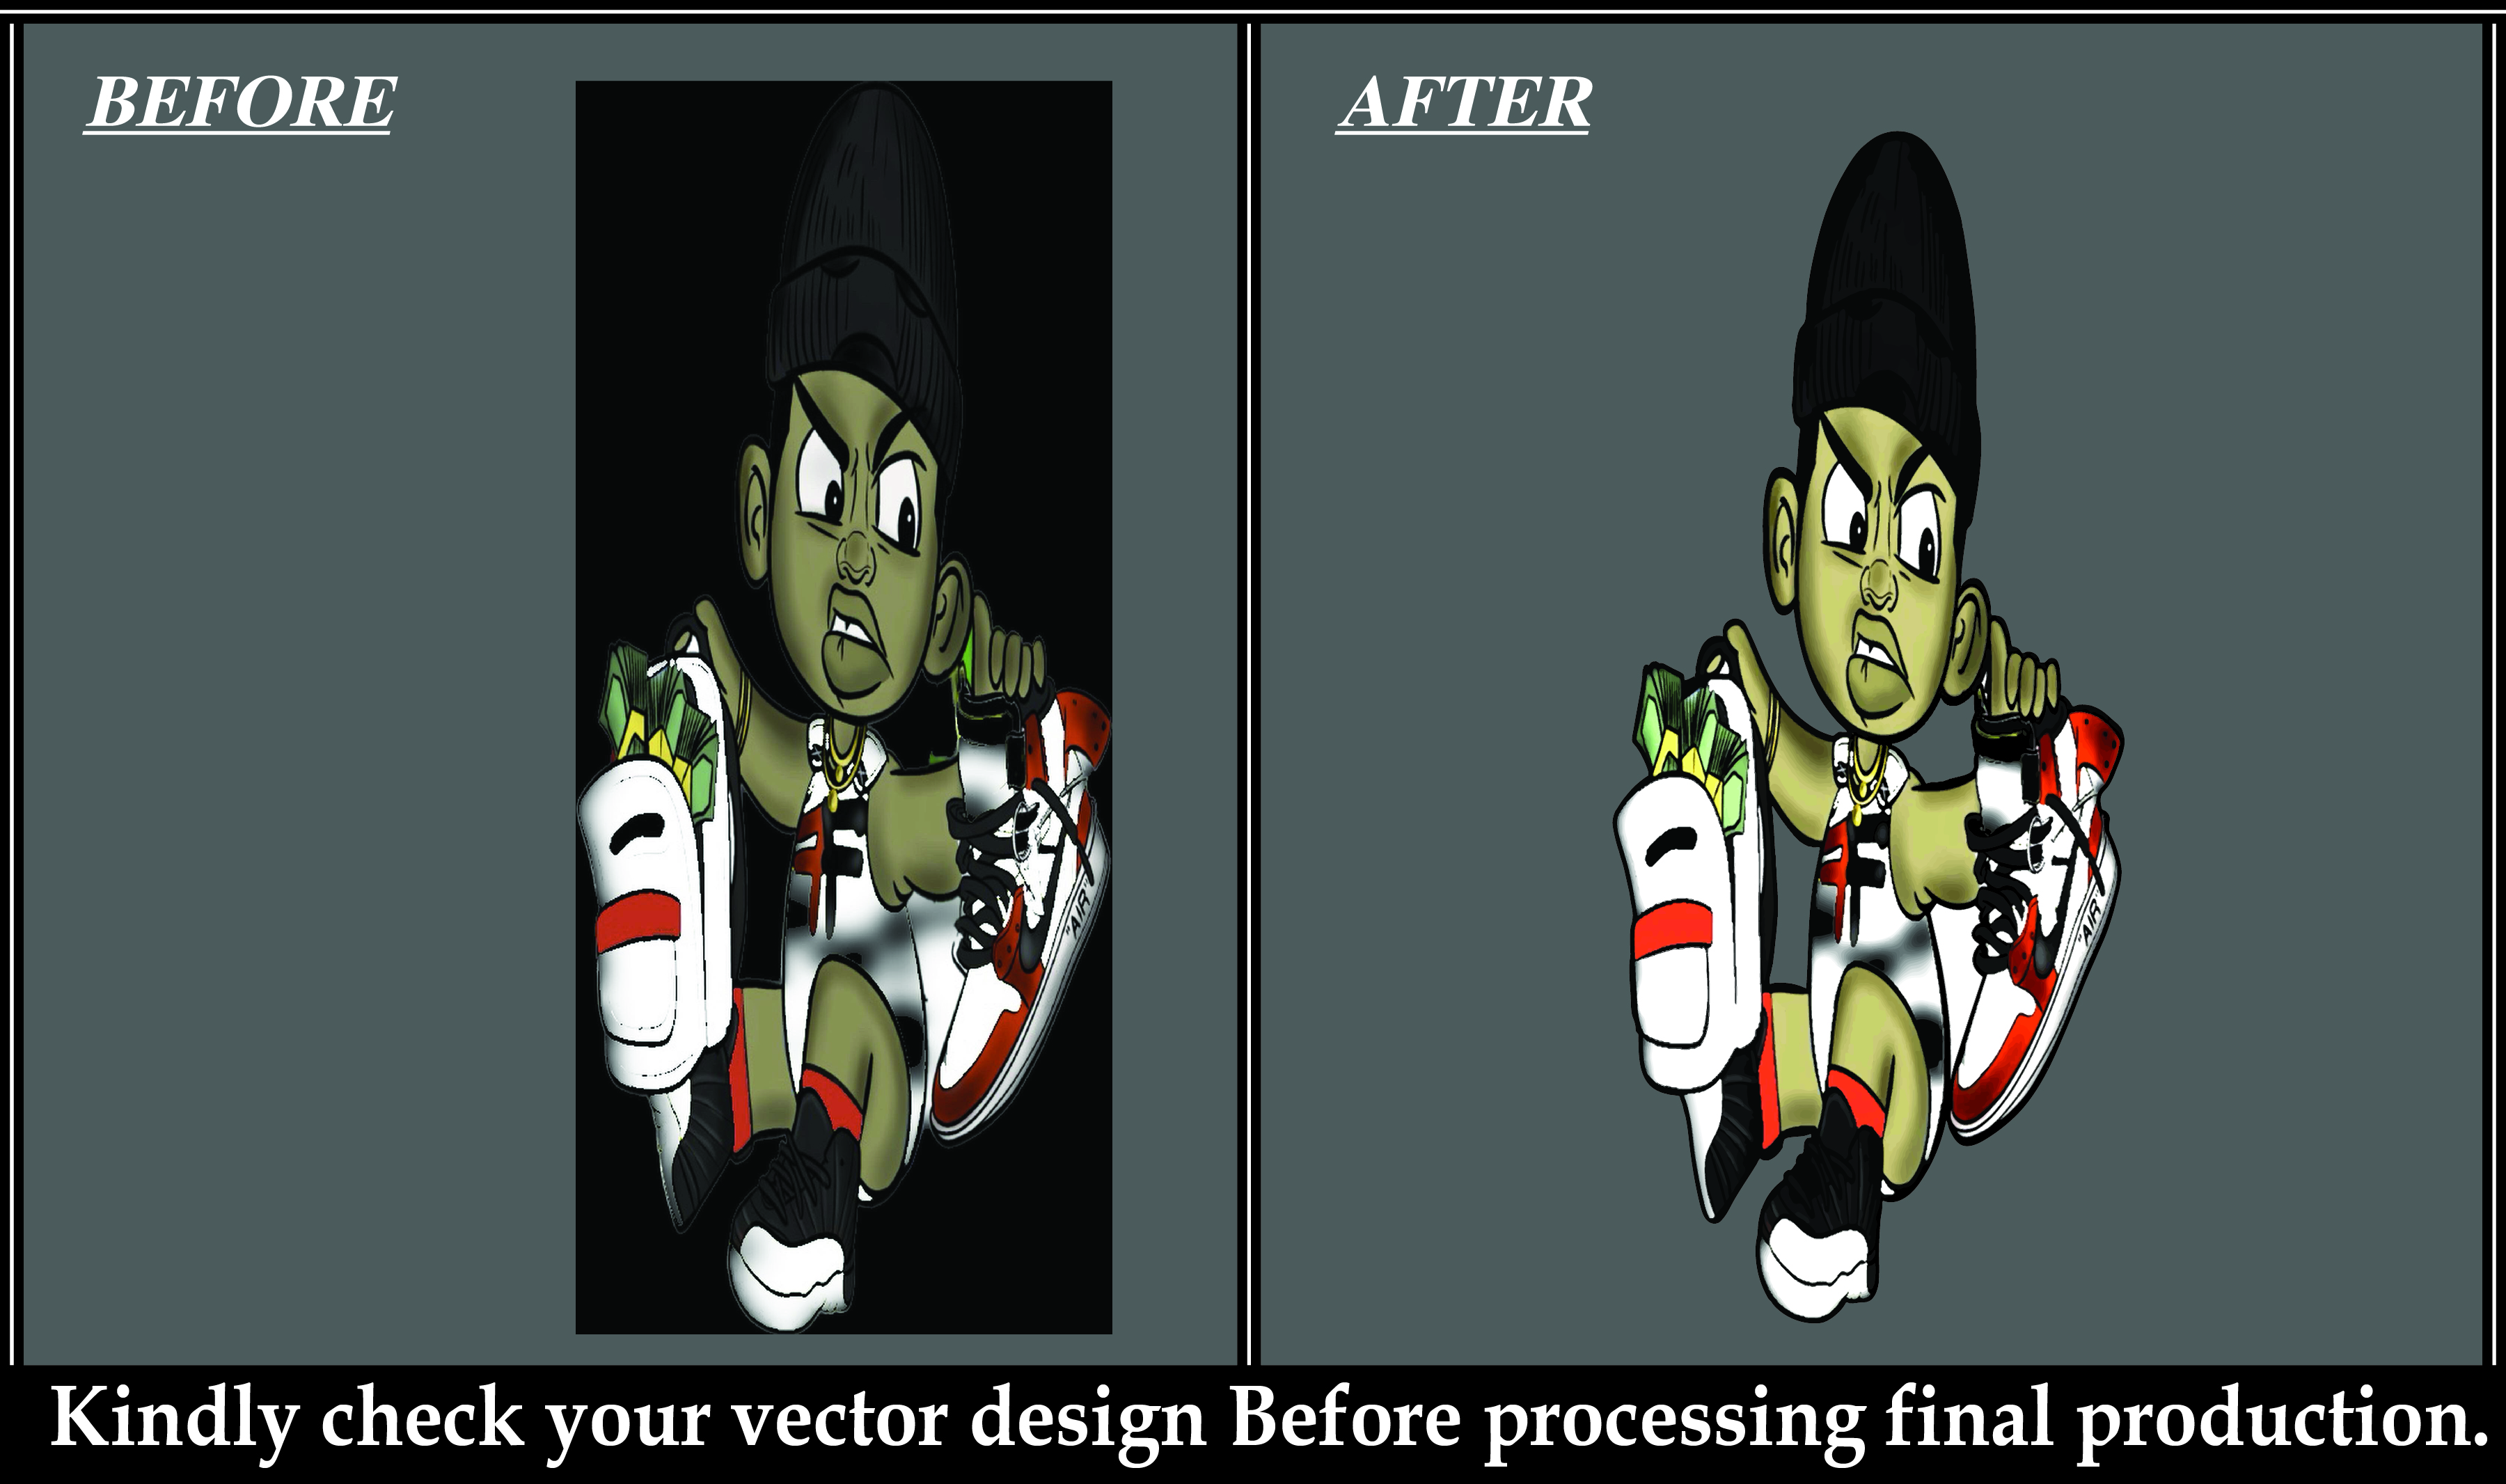 BEFORE
AFTER
"AIR"
"AIR"
Kindly check your vector design Before processing final production.